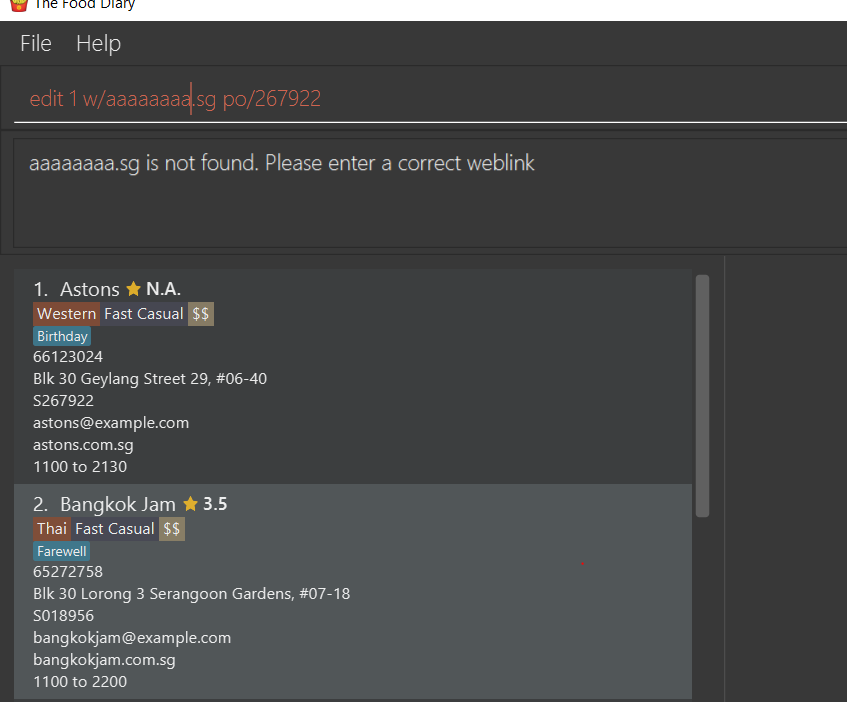 The Food Diary
File Help
edit 1 w/aaaaaaaa.sg po/267922
aaaaaaaa.sg is not found. Please enter a correct weblink
1. Astons N.A.
Western Fast Casual $$
Birthday
66123024
Blk 30 Geylang Street 29, #06-40
S267922
astons@example.com
astons.com.sg
1100 to 2130
2. Bangkok Jam 3.5
Thai Fast Casual $$
Farewell
65272758
Blk 30 Lorong 3 Serangoon Gardens, #07-18
S018956
bangkokjam@example.com
bangkokjam.com.sg
1100 to 2200